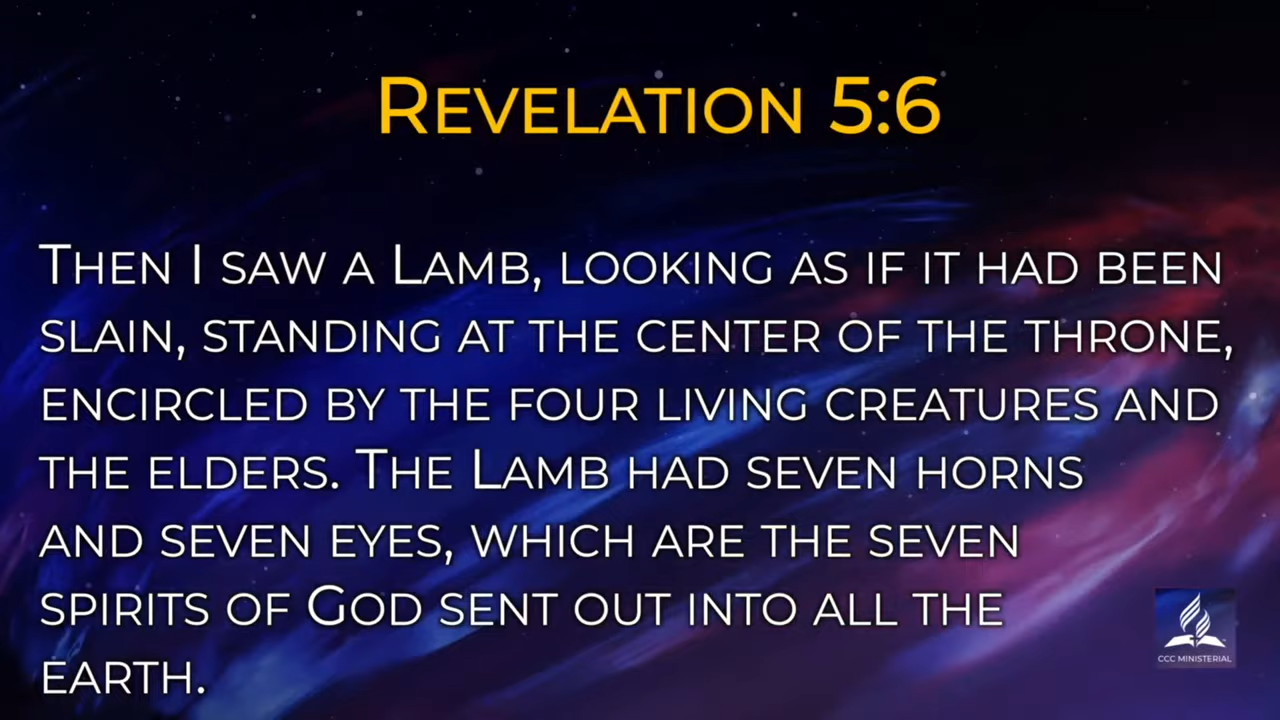 Revelation 5:6
Then I saw a Lamb, looking as if it had been
slain, standing at the center of the throne,
encircled by the four living creatures and
the elders. The Lamb had seven horns
and seven eyes, which are the seven
spirits of God sent out into all the
earth.
CCC MINISTERIAL